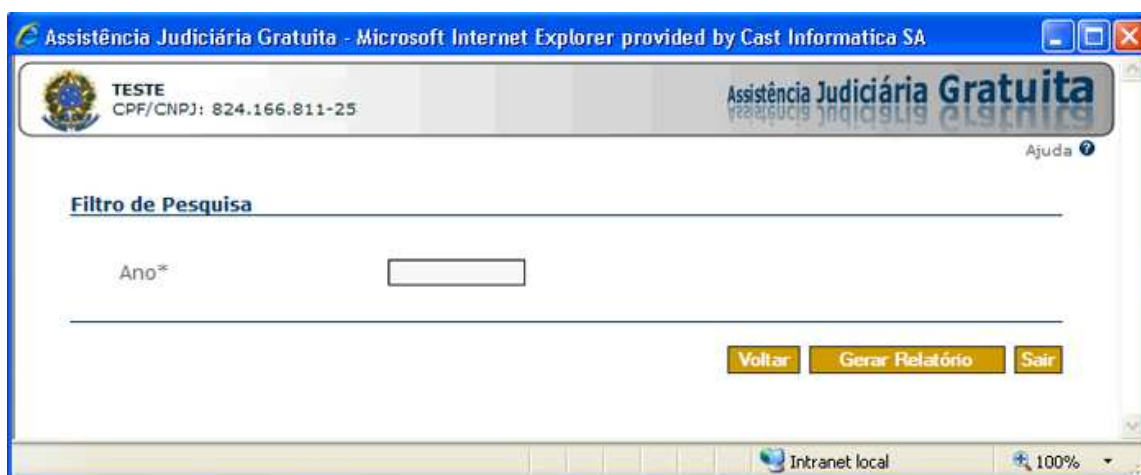 Assistência Judiciária Gratuita - Microsoft Internet Explorer provided by Cast Informatica SA
TESTE
CPF/CNPJ: 824.166.811-25
Assistência Judiciária Gratuita
Ajuda
Filtro de Pesquisa
Ano*
Voltar Gerar Relatório Sair
Intranet local 100%